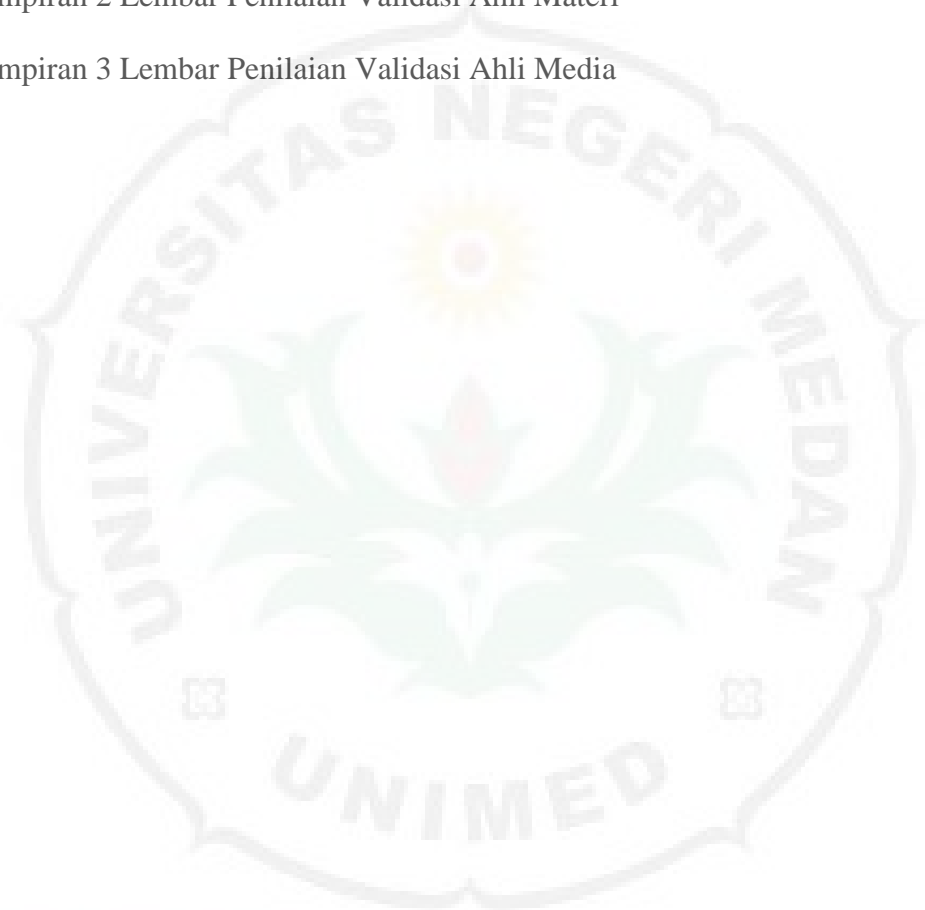 mpiran 2 Lembar Penilaian Validasi Ahli Materi
mpiran 3 Lembar Penilaian Validasi Ahli Media
UNIVERSITAS NEGERI MEDAN
UNIMED